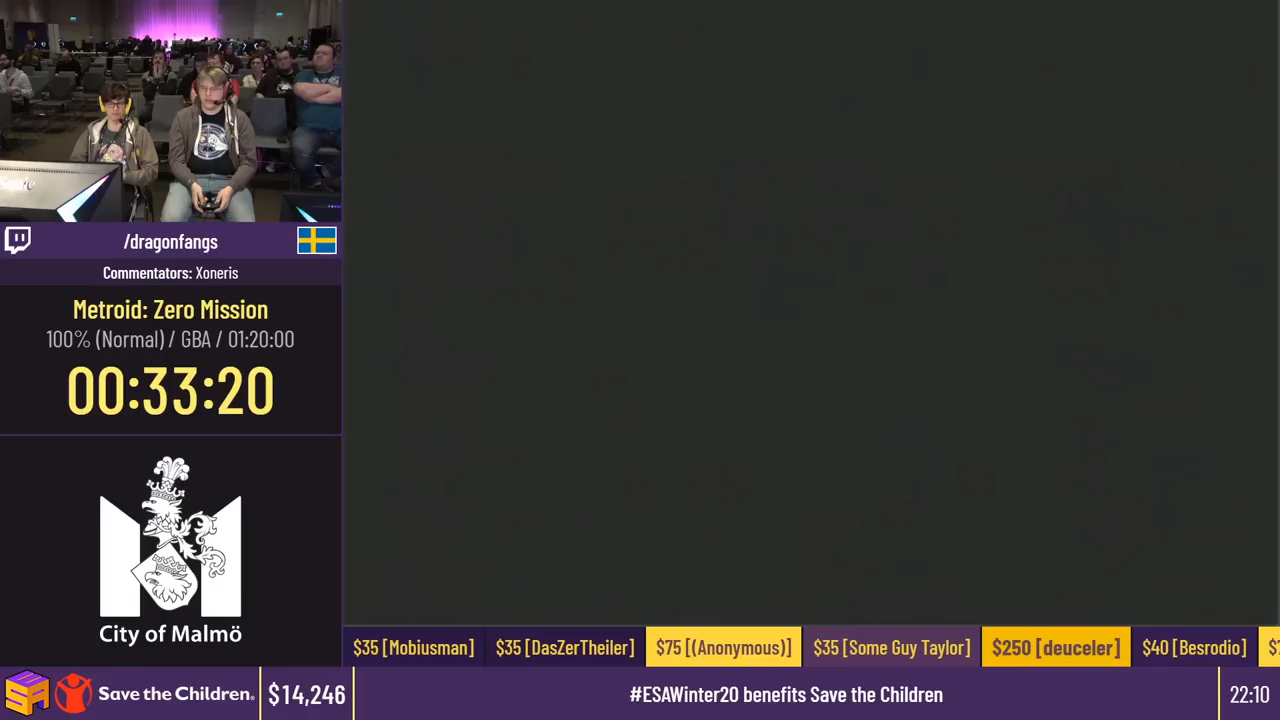 /dragonfangs
Commentators: Xoneris
Metroid: Zero Mission
100% (Normal) / GBA / 01:20:00
00:33:20
City of Malmö
$35 [Mobiusman] $35 [DasZerTheiler] $75 [(Anonymous)] $35 [Some Guy Taylor] $250 [deuceler] $40 [Besrodio]
Save the Children. $14,246 #ESAWinter20 benefits Save the Children 22:10